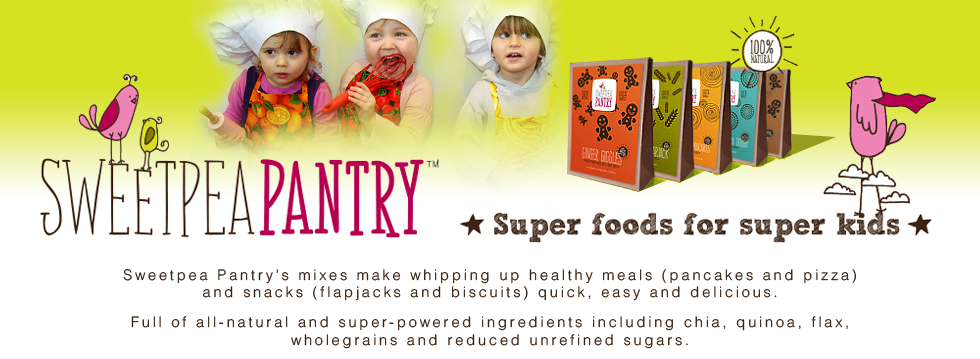 100%
NATURAL
SWEETPEA
PANTRY
GINGER GIGGLES
SWEETPEAPANTRY™
★ Super foods for super kids ★
Sweetpea Pantry's mixes make whipping up healthy meals (pancakes and pizza)
and snacks (flapjacks and biscuits) quick, easy and delicious.
Full of all-natural and super-powered ingredients including chia, quinoa, flax,
wholegrains and reduced unrefined sugars.